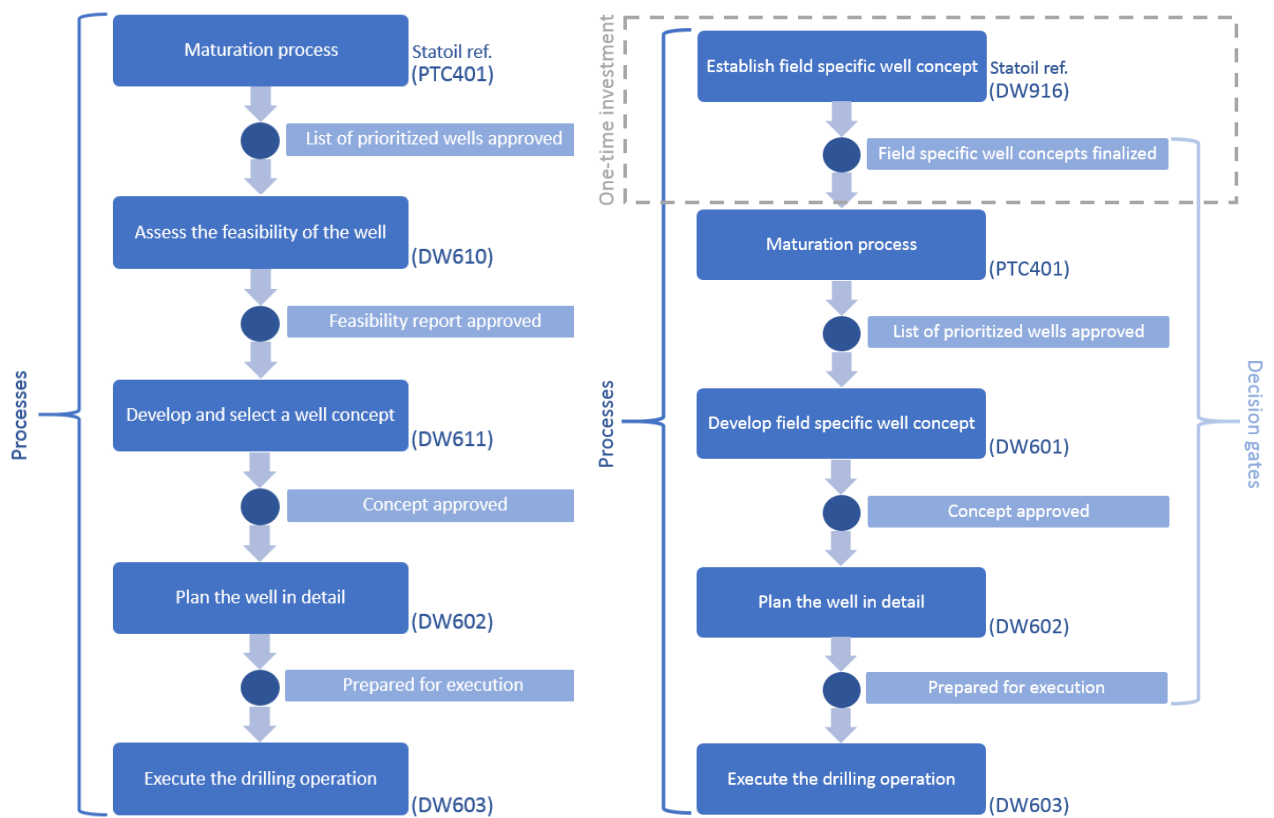 Processes
Maturation process
Statoil ref.
(PTC401)
List of prioritized wells approved
Assess the feasibility of the well
(DW610)
Feasibility report approved
Develop and select a well concept
(DW611)
Concept approved
Plan the well in detail
(DW602)
Prepared for execution
Execute the drilling operation
(DW603)
One-time investment
Processes
Establish field specific well concept
Statoil ref.
(DW916)
Field specific well concepts finalized
Maturation process
(PTC401)
List of prioritized wells approved
Develop field specific well concept
(DW601)
Concept approved
Plan the well in detail
(DW602)
Prepared for execution
Execute the drilling operation
(DW603)
Decision gates